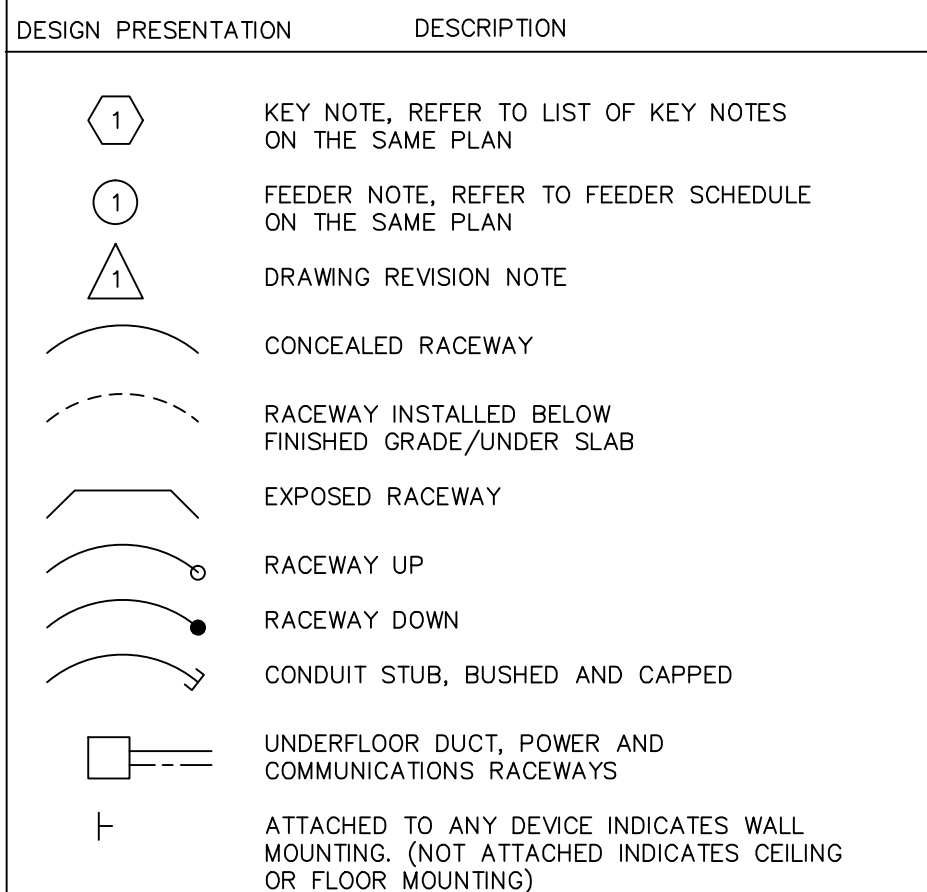 DESIGN PRESENTATION DESCRIPTION
1 KEY NOTE, REFER TO LIST OF KEY NOTES
ON THE SAME PLAN
1 FEEDER NOTE, REFER TO FEEDER SCHEDULE
ON THE SAME PLAN
1 DRAWING REVISION NOTE
CONCEALED RACEWAY
RACEWAY INSTALLED BELOW
FINISHED GRADE/UNDER SLAB
EXPOSED RACEWAY
RACEWAY UP
RACEWAY DOWN
CONDUIT STUB, BUSHED AND CAPPED
UNDERFLOOR DUCT, POWER AND
COMMUNICATIONS RACEWAYS
ATTACHED TO ANY DEVICE INDICATES WALL
MOUNTING. (NOT ATTACHED INDICATES CEILING
OR FLOOR MOUNTING)